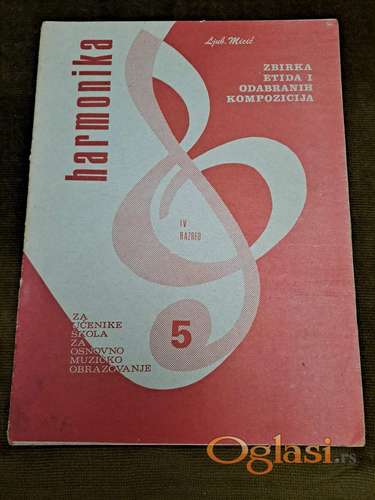 harmonika
Ljub. Micić
ZBIRKA
ETIDA I
ODABRANIH
KOMPOZICIJA
IV
RAZRED
5
ZA
UČENIKE
ŠKOLA
ZA
OSNOVNO
MUZIČKO
OBRAZOVANJE
Oglasi.rs